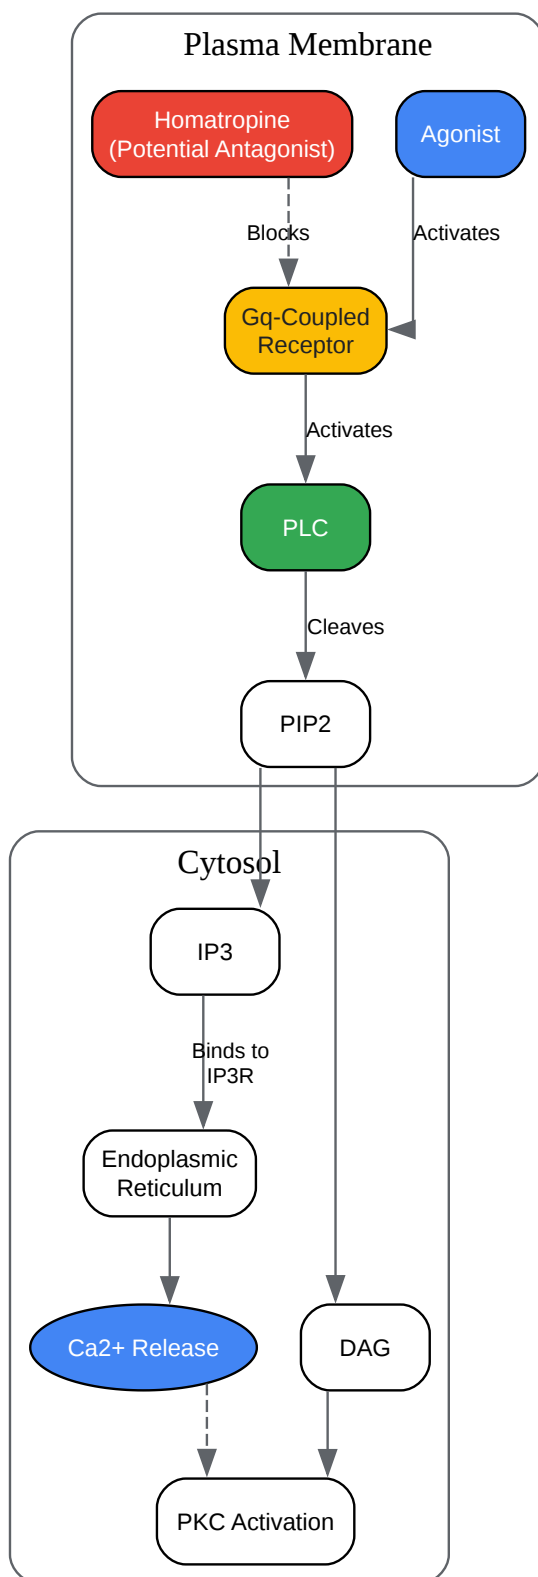 Plasma Membrane
Homatropine
(Potential Antagonist)
Agonist
Blocks
Activates
Gq-Coupled
Receptor
Activates
PLC
Cleaves
PIP2
Cytosol
IP3
Binds to
IP3R
Endoplasmic
Reticulum
Ca2+ Release
DAG
PKC Activation